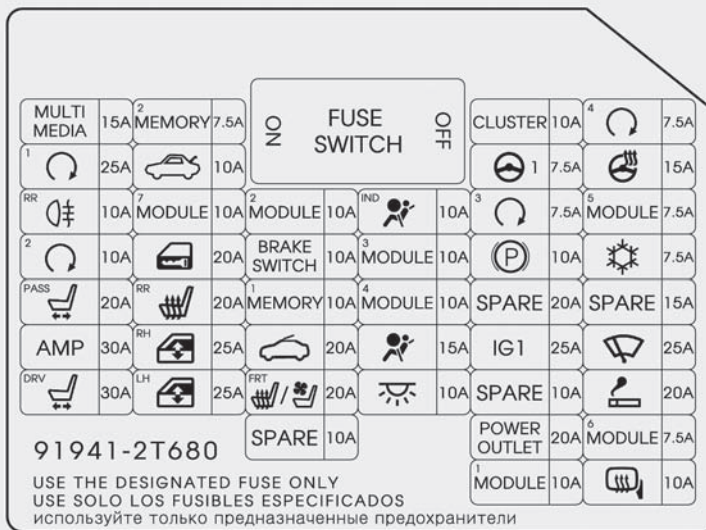 MULTI MEDIA 15A 2 MEMORY 7.5A ON FUSE SWITCH OFF CLUSTER 10A 4 7.5A
1 25A 10A 1 7.5A 15A
RR 10A 7 MODULE 10A 2 MODULE 10A IND 10A 3 7.5A 5 MODULE 7.5A
2 10A 20A BRAKE SWITCH 10A 3 MODULE 10A P 10A 7.5A
PASS 20A RR 20A 1 MEMORY 10A 4 MODULE 10A SPARE 20A SPARE 15A
AMP 30A RH 25A 20A 15A IG1 25A 25A
DRV 30A LH 25A FRT / 20A 10A SPARE 10A 20A
SPARE 10A POWER OUTLET 20A 6 MODULE 7.5A
1 MODULE 10A 10A
91941-2T680
USE THE DESIGNATED FUSE ONLY
USE SOLO LOS FUSIBLES ESPECIFICADOS
используйте только предназначенные предохранители